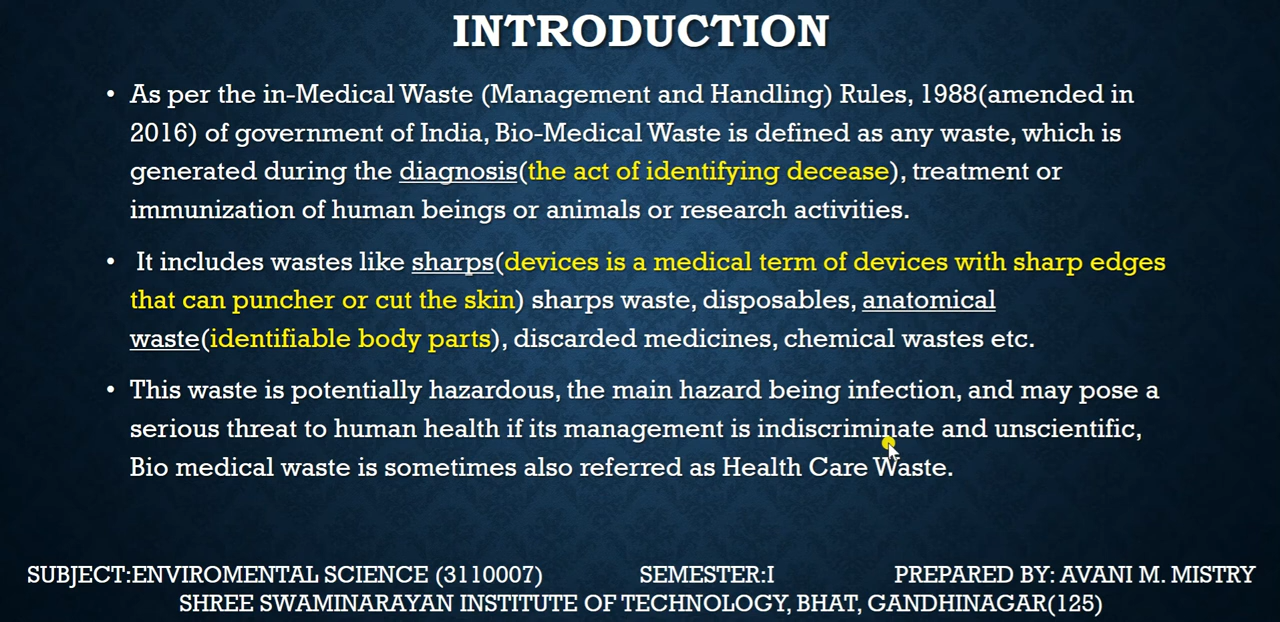 INTRODUCTION
• As per the in-Medical Waste (Management and Handling) Rules, 1988(amended in
2016) of government of India, Bio-Medical Waste is defined as any waste, which is
generated during the diagnosis(the act of identifying decease), treatment or
immunization of human beings or animals or research activities.
• It includes wastes like sharps(devices is a medical term of devices with sharp edges
that can puncher or cut the skin) sharps waste, disposables, anatomical
waste(identifiable body parts), discarded medicines, chemical wastes etc.
• This waste is potentially hazardous, the main hazard being infection, and may pose a
serious threat to human health if its management is indiscriminate and unscientific,
Bio medical waste is sometimes also referred as Health Care Waste.
SUBJECT:ENVIROMENTAL SCIENCE (3110007) SEMESTER:I PREPARED BY: AVANI M. MISTRY
SHREE SWAMINARAYAN INSTITUTE OF TECHNOLOGY, BHAT, GANDHINAGAR(125)